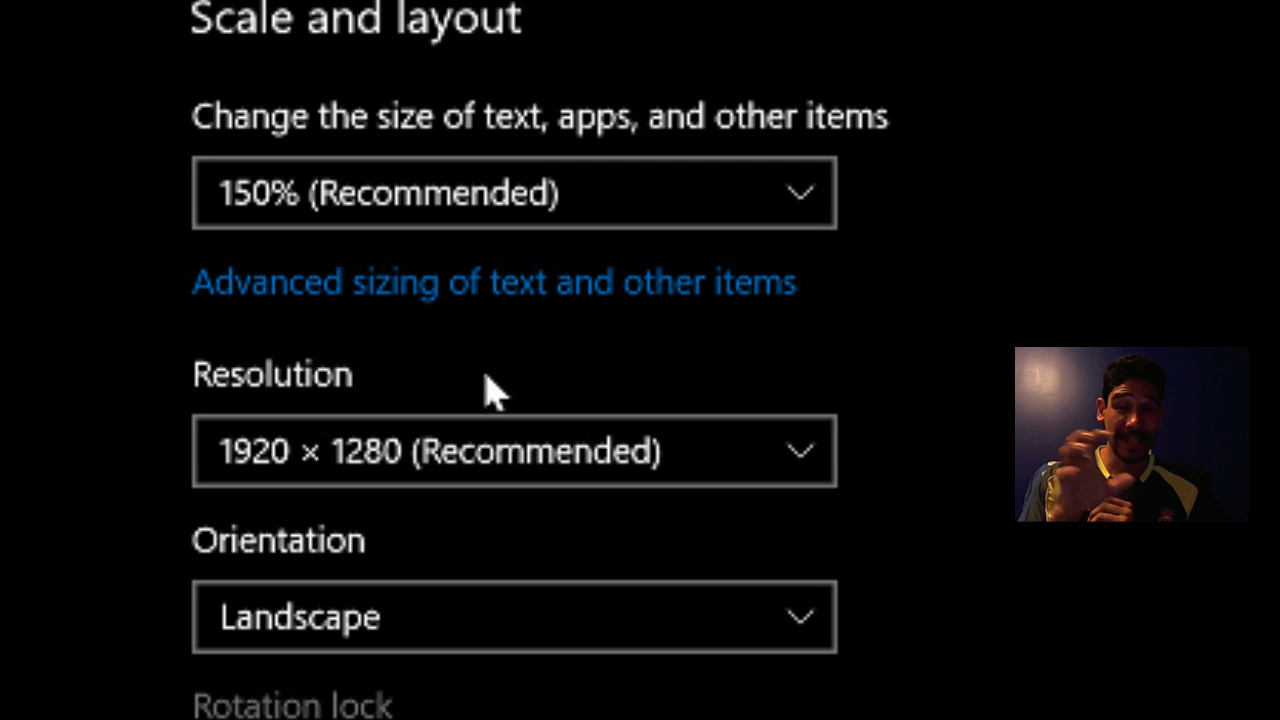 Scale and layout
Change the size of text, apps, and other items
150% (Recommended)
Advanced sizing of text and other items
Resolution
1920 × 1280 (Recommended)
Orientation
Landscape
Rotation lock